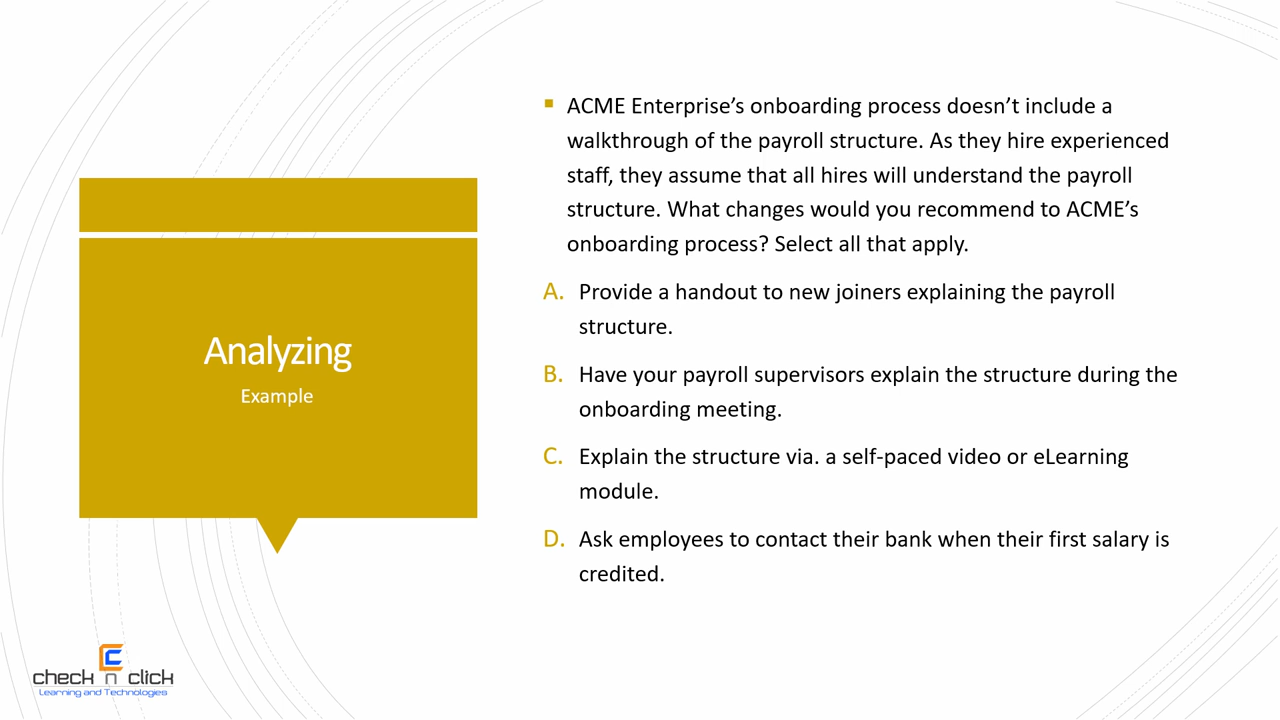 ACME Enterprise’s onboarding process doesn’t include a
walkthrough of the payroll structure. As they hire experienced
staff, they assume that all hires will understand the payroll
structure. What changes would you recommend to ACME’s
onboarding process? Select all that apply.
A. Provide a handout to new joiners explaining the payroll
structure.
B. Have your payroll supervisors explain the structure during the
onboarding meeting.
C. Explain the structure via. a self-paced video or eLearning
module.
D. Ask employees to contact their bank when their first salary is
credited.
Analyzing
Example
check n click
Learning and Technologies